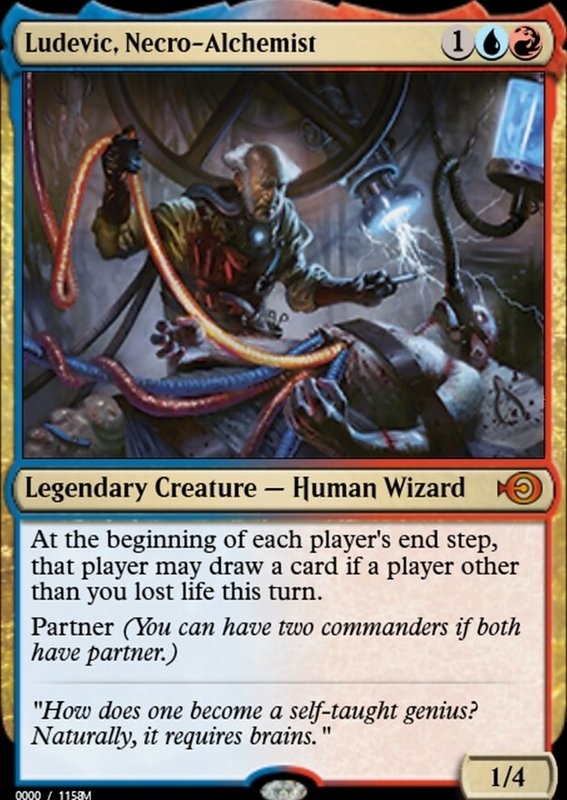 Ludevic, Necro-Alchemist 1
Legendary Creature — Human Wizard
At the beginning of each player's end step,
that player may draw a card if a player other
than you lost life this turn.
Partner (You can have two commanders if both
have partner.)
"How does one become a self-taught genius?
Naturally, it requires brains."
1/4
0000 / 1158M